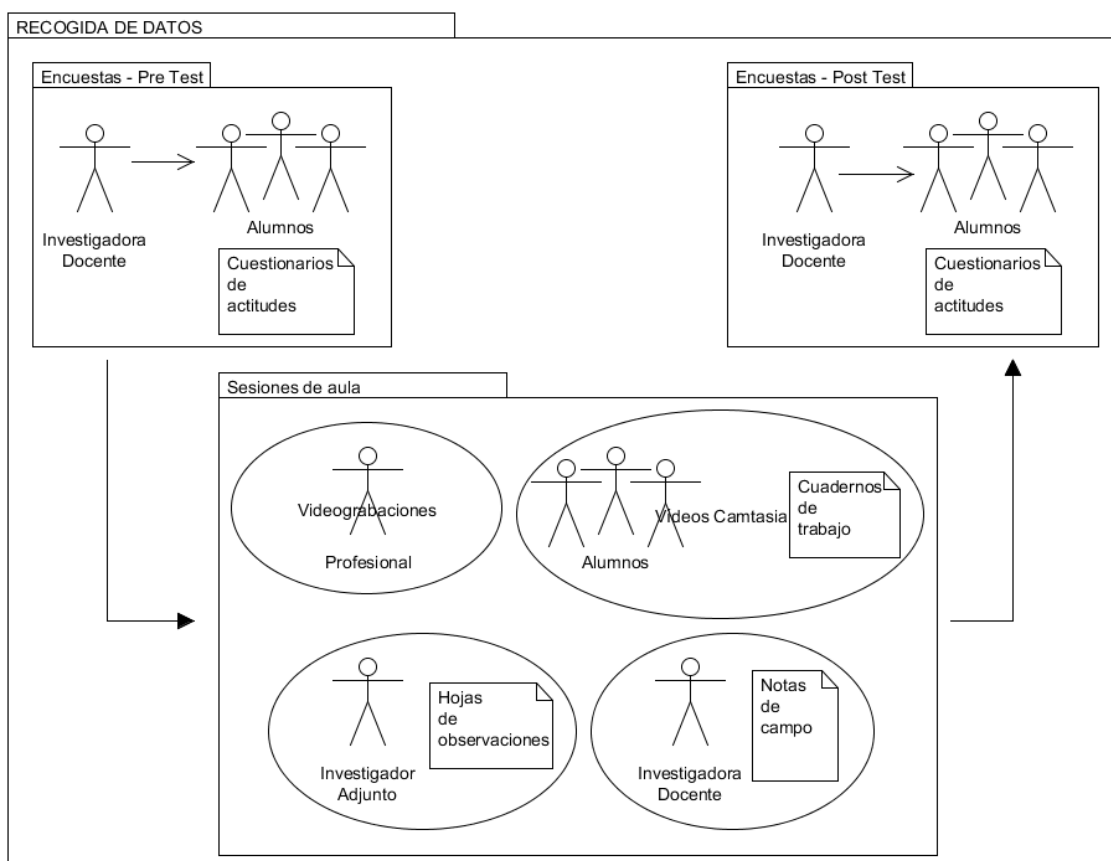 RECOGIDA DE DATOS
Encuestas - Pre Test
Investigadora
Docente
Alumnos
Cuestionarios
de
actitudes
Encuestas - Post Test
Investigadora
Docente
Alumnos
Cuestionarios
de
actitudes
Sesiones de aula
Videograbaciones
Profesional
Vídeos Camtasia
Alumnos
Cuadernos
de
trabajo
Investigador
Adjunto
Hojas
de
observaciones
Investigadora
Docente
Notas
de
campo